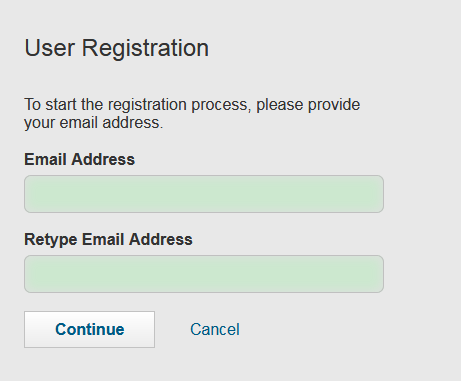 User Registration
To start the registration process, please provide
your email address.
Email Address
Retype Email Address
Continue
Cancel